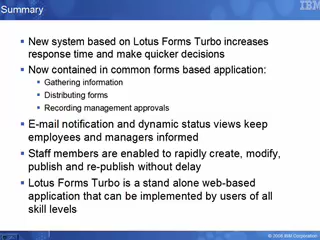 Summary
IBM
New system based on Lotus Forms Turbo increases
response time and make quicker decisions
Now contained in common forms based application:
Gathering information
Distributing forms
Recording management approvals
E-mail notification and dynamic status views keep
employees and managers informed
Staff members are enabled to rapidly create, modify,
publish and re-publish without delay
Lotus Forms Turbo is a stand alone web-based
application that can be implemented by users of all
skill levels
IBM Corporation